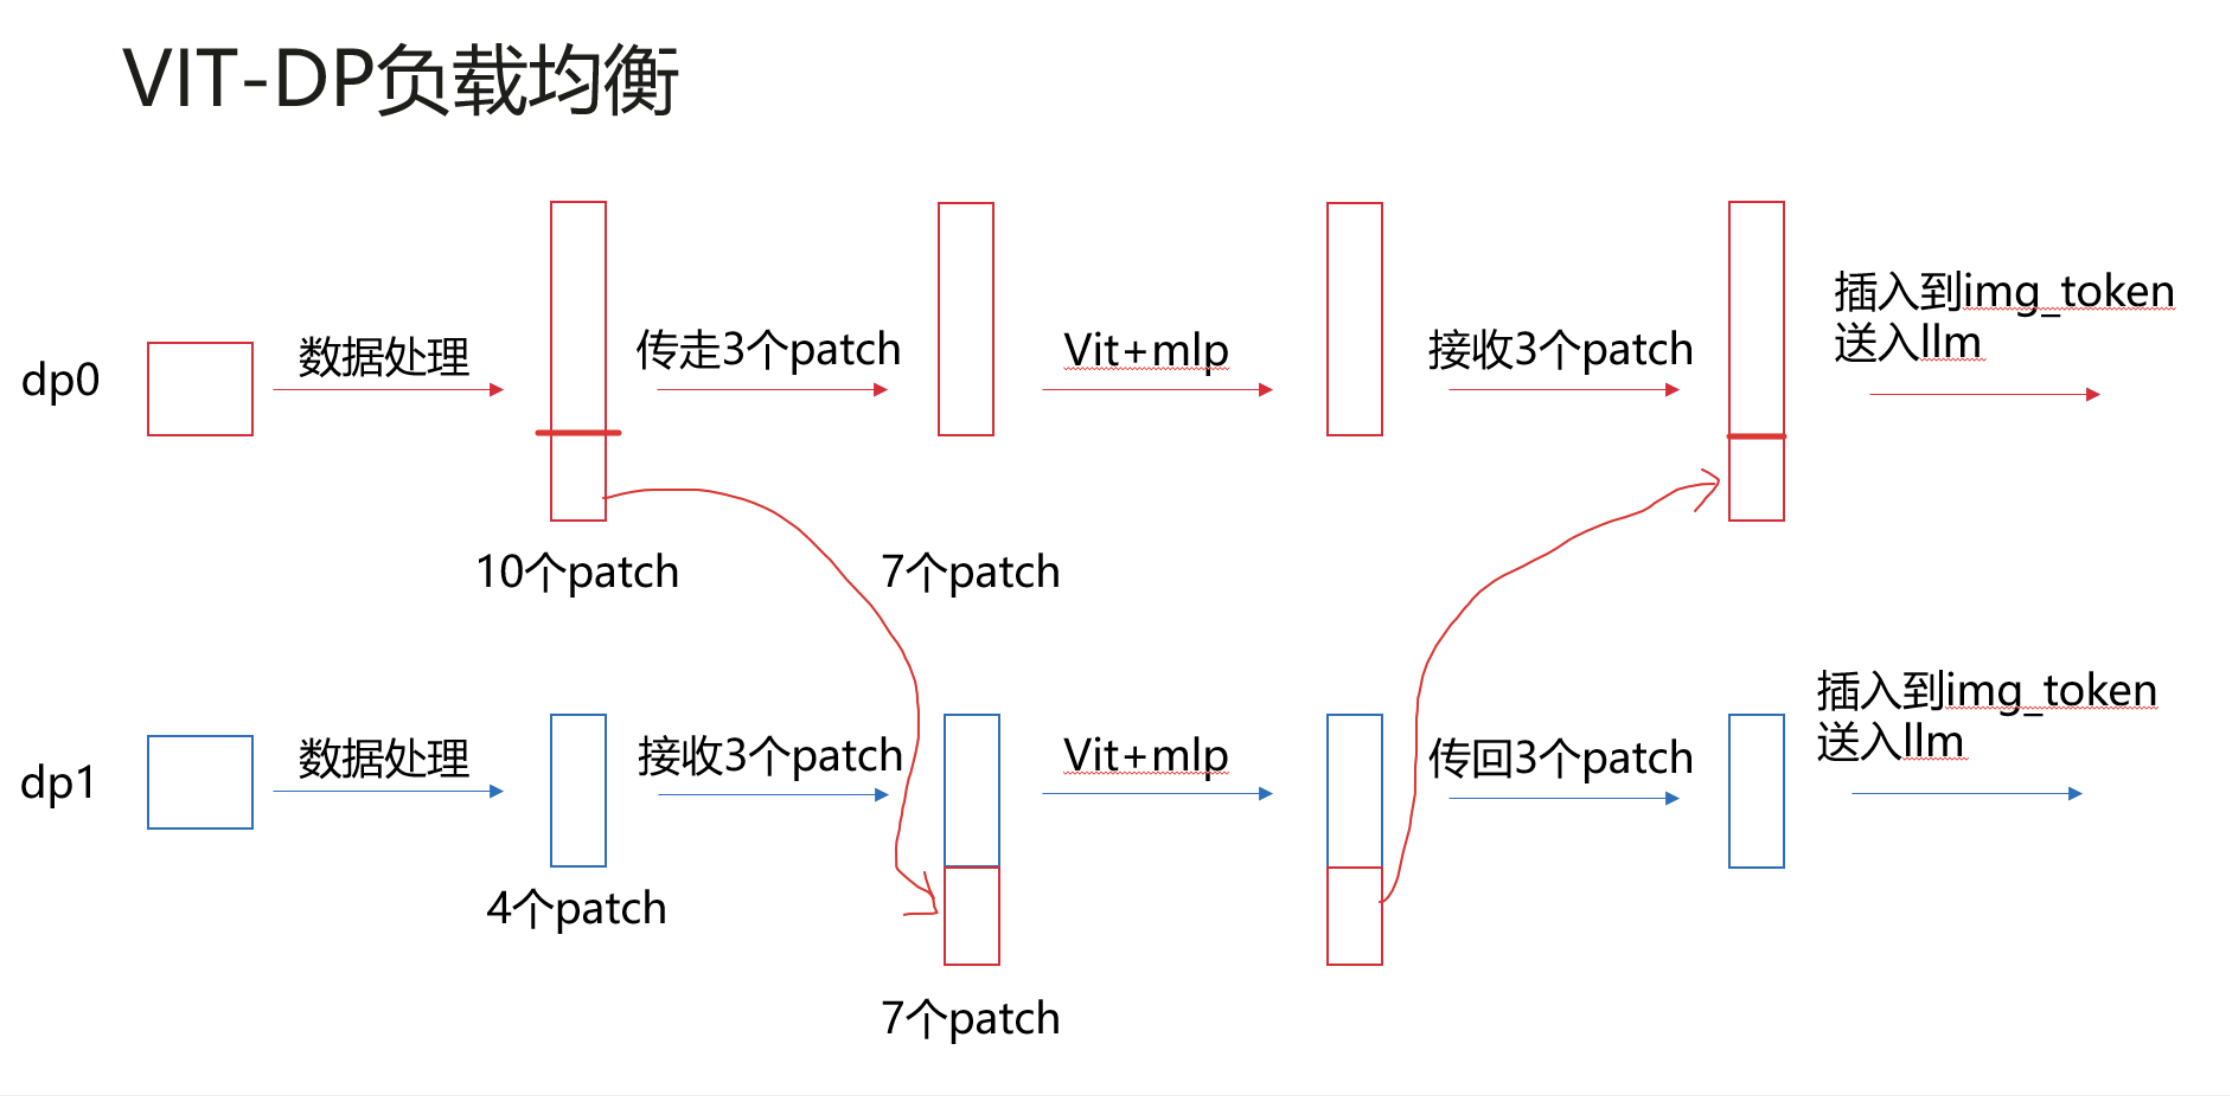 VIT-DP负载均衡
dp0
数据处理
传走3个patch
Vit+mlp
接收3个patch
插入到img_token
送入llm
10个patch
7个patch
dp1
数据处理
接收3个patch
Vit+mlp
传回3个patch
插入到img_token
送入llm
4个patch
7个patch